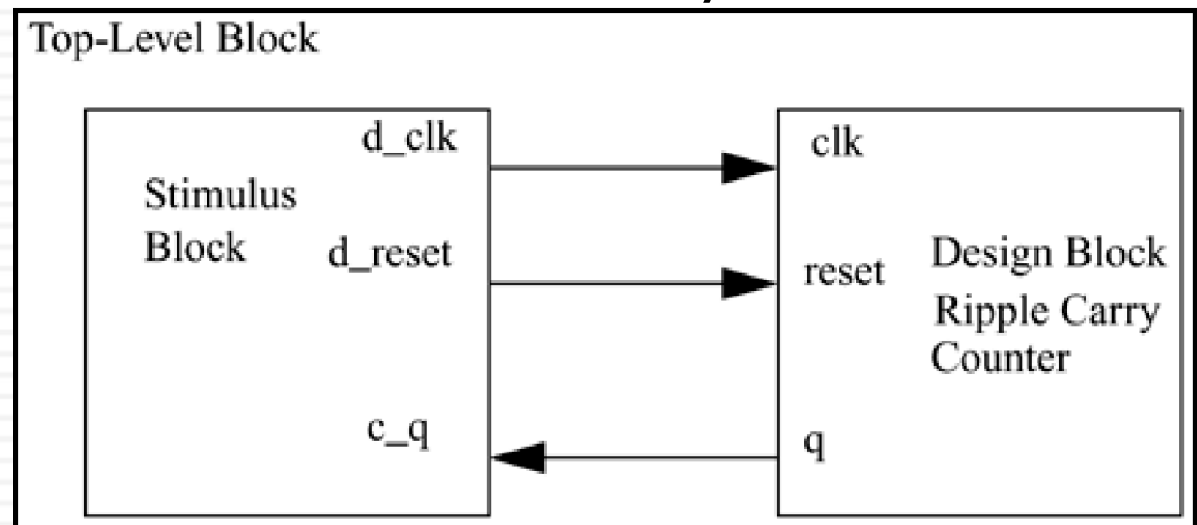 Top-Level Block
d_clk
clk
Stimulus
Block
d_reset
reset
Design Block
Ripple Carry
Counter
c_q
q